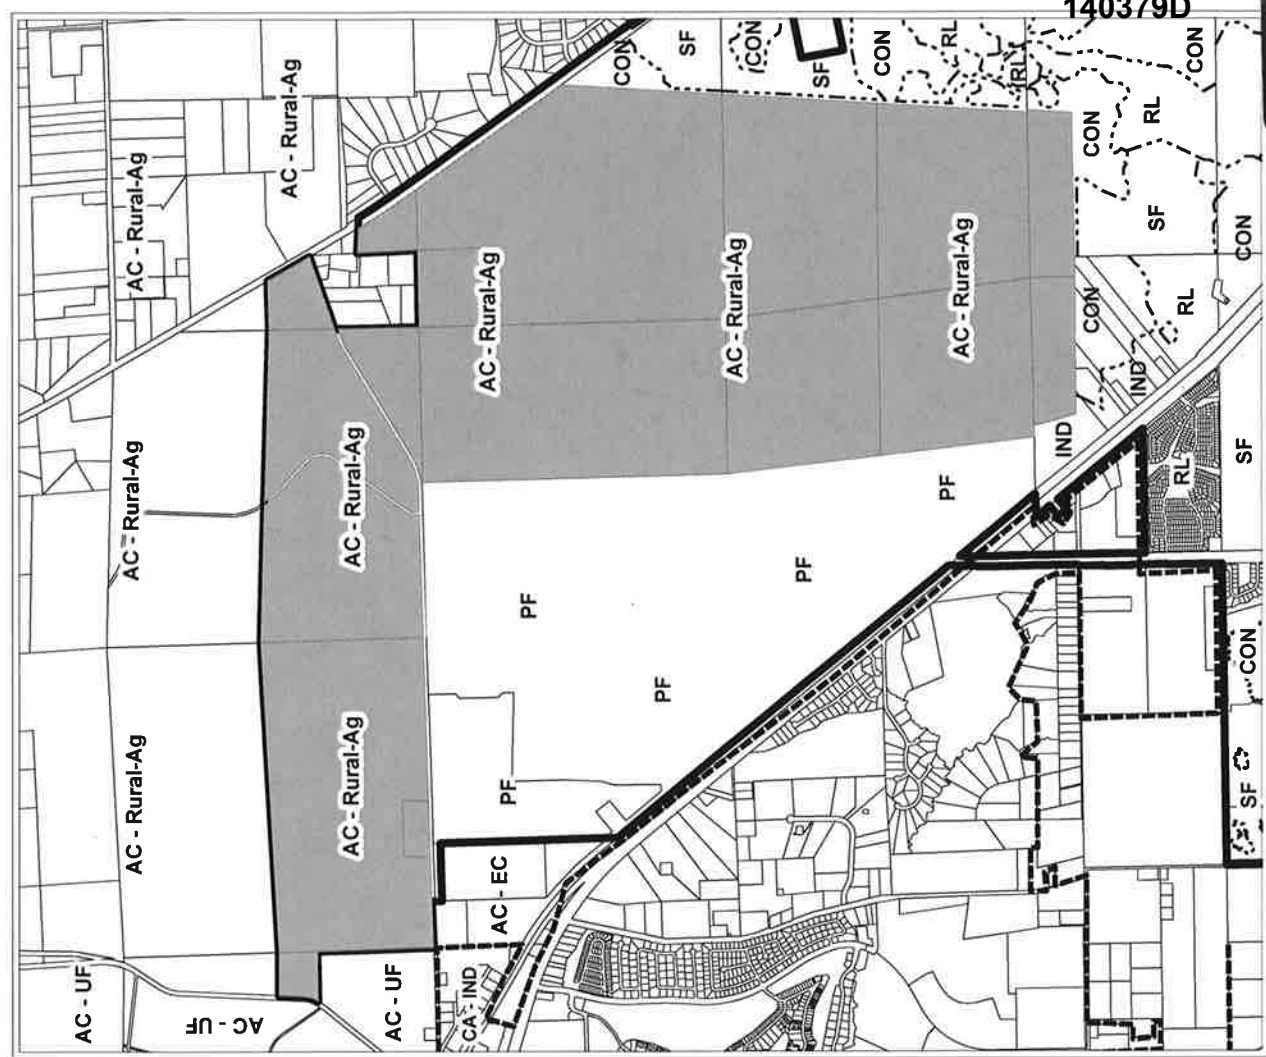 140379D
CON
SF
CON
SF
CON
RL
RL
CON
AC - Rural-Ag
AC - Rural-Ag
CON
RL
SF
CON
AC - Rural-Ag
AC - Rural-Ag
AC - Rural-Ag
CON
RL
IND
AC - Rural-Ag
AC - Rural-Ag
IND
RL
SF
PF
PF
PF
PF
AC - Rural-Ag
AC - Rural-Ag
PF
CON
SF
AC - EC
AC - UF
AC - UF
AC - UF
CA - IND